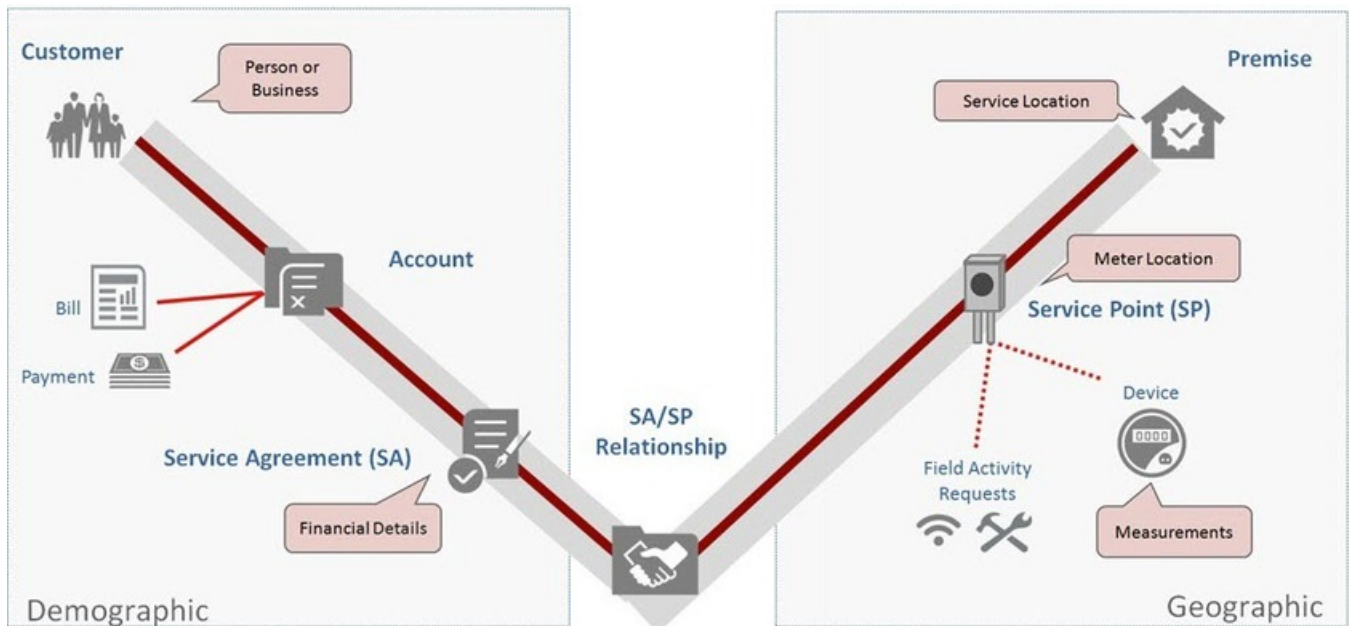 Customer
Person or
Business
Account
Bill
Payment
Service Agreement (SA)
Financial Details
Demographic
SA/SP
Relationship
Premise
Service Location
Meter Location
Service Point (SP)
Device
0000
Field Activity
Requests
Measurements
Geographic